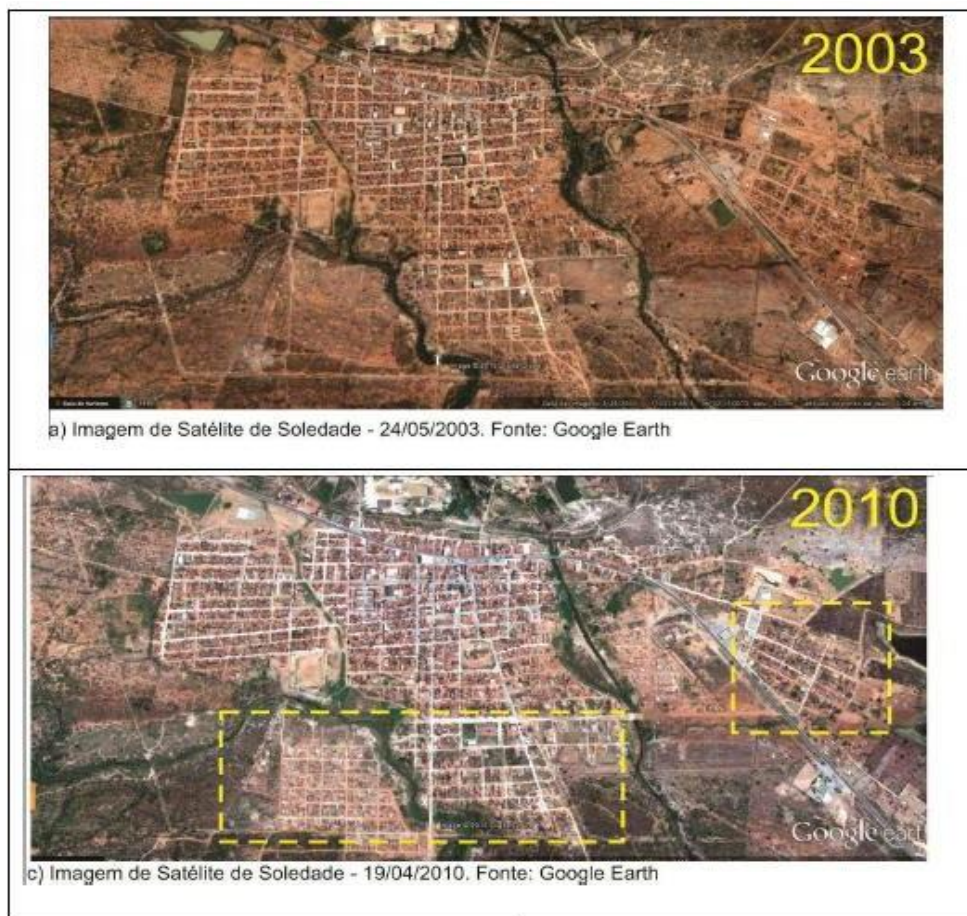 2003
Google earth
a) Imagem de Satélite de Soledade - 24/05/2003. Fonte: Google Earth
2010
Google earth
c) Imagem de Satélite de Soledade - 19/04/2010. Fonte: Google Earth